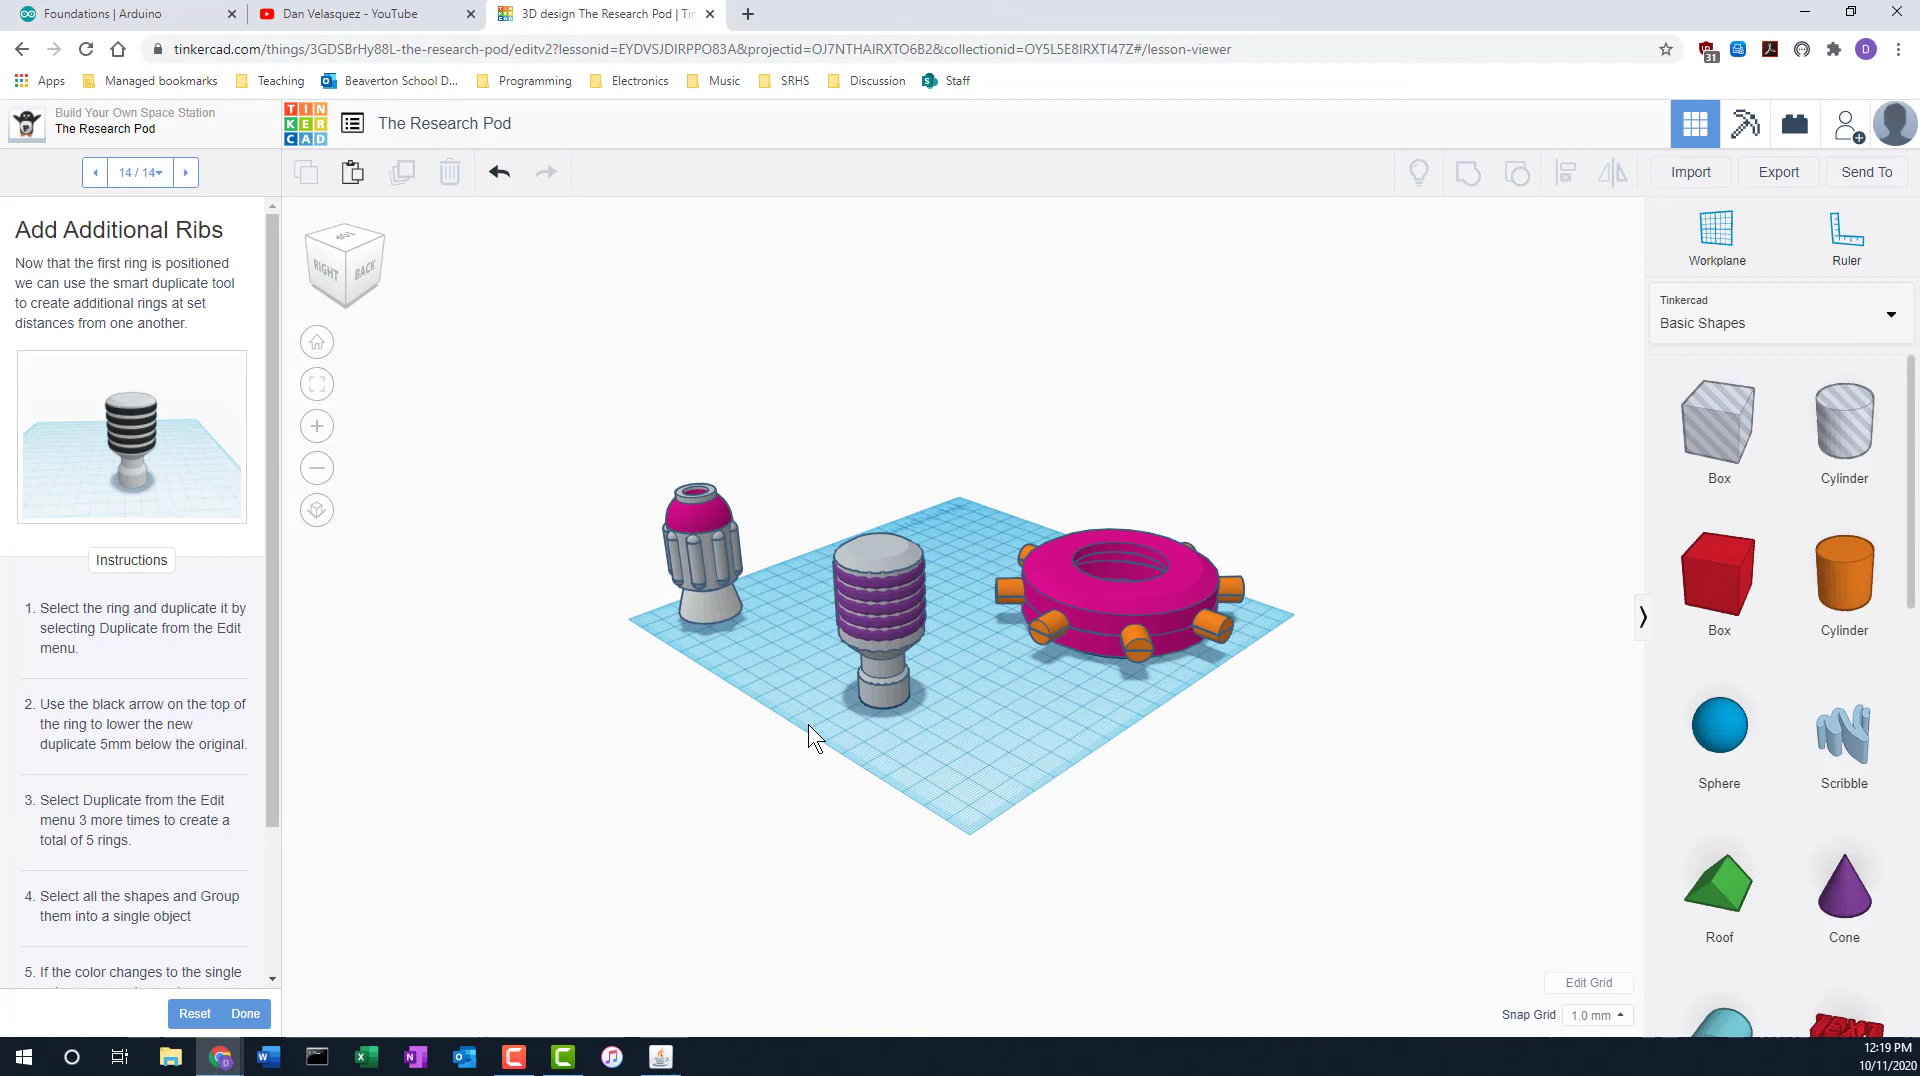 Foundations | Arduino
Dan Velasquez - YouTube
3D design The Research Pod | Tin
tinkercad.com/things/3GDSBrHy88L-the-research-pod/editv2?lessonid=EYDVSJDIRPPO83A&projectid=OJ7NTHAIRXTO6B2&collectionid=OY5L5E8IRXTI47Z#/lesson-viewer
31
D
Apps
Managed bookmarks
Teaching
Beaverton School D...
Programming
Electronics
Music
SRHS
Discussion
Staff
Build Your Own Space Station
The Research Pod
TIN
KER
CAD
The Research Pod
14 / 14
Import
Export
Send To
Add Additional Ribs
Now that the first ring is positioned
we can use the smart duplicate tool
to create additional rings at set
distances from one another.
Instructions
1. Select the ring and duplicate it by
selecting Duplicate from the Edit
menu.
2. Use the black arrow on the top of
the ring to lower the new
duplicate 5mm below the original.
3. Select Duplicate from the Edit
menu 3 more times to create a
total of 5 rings.
4. Select all the shapes and Group
them into a single object
5. If the color changes to the single
Reset
Done
TOP
RIGHT
BACK
Workplane
Ruler
Tinkercad
Basic Shapes
Box
Cylinder
Box
Cylinder
Sphere
Scribble
Roof
Cone
TEXT
Edit Grid
Snap Grid
1.0 mm
12:19 PM
10/11/2020